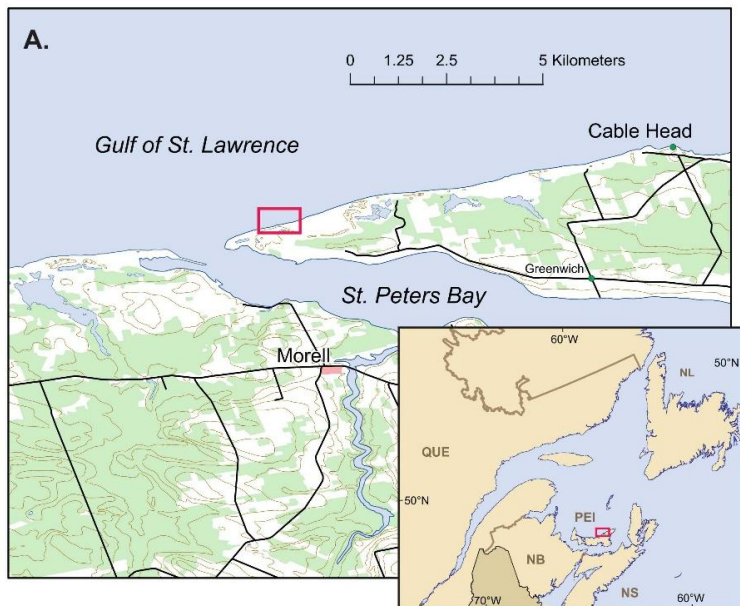 A.
0 1.25 2.5 5 Kilometers
Gulf of St. Lawrence
Cable Head
Greenwich
St. Peters Bay
Morell
60°W
NL
50°N
QUE
50°N
PEI
NB
NS
70°W
60°W